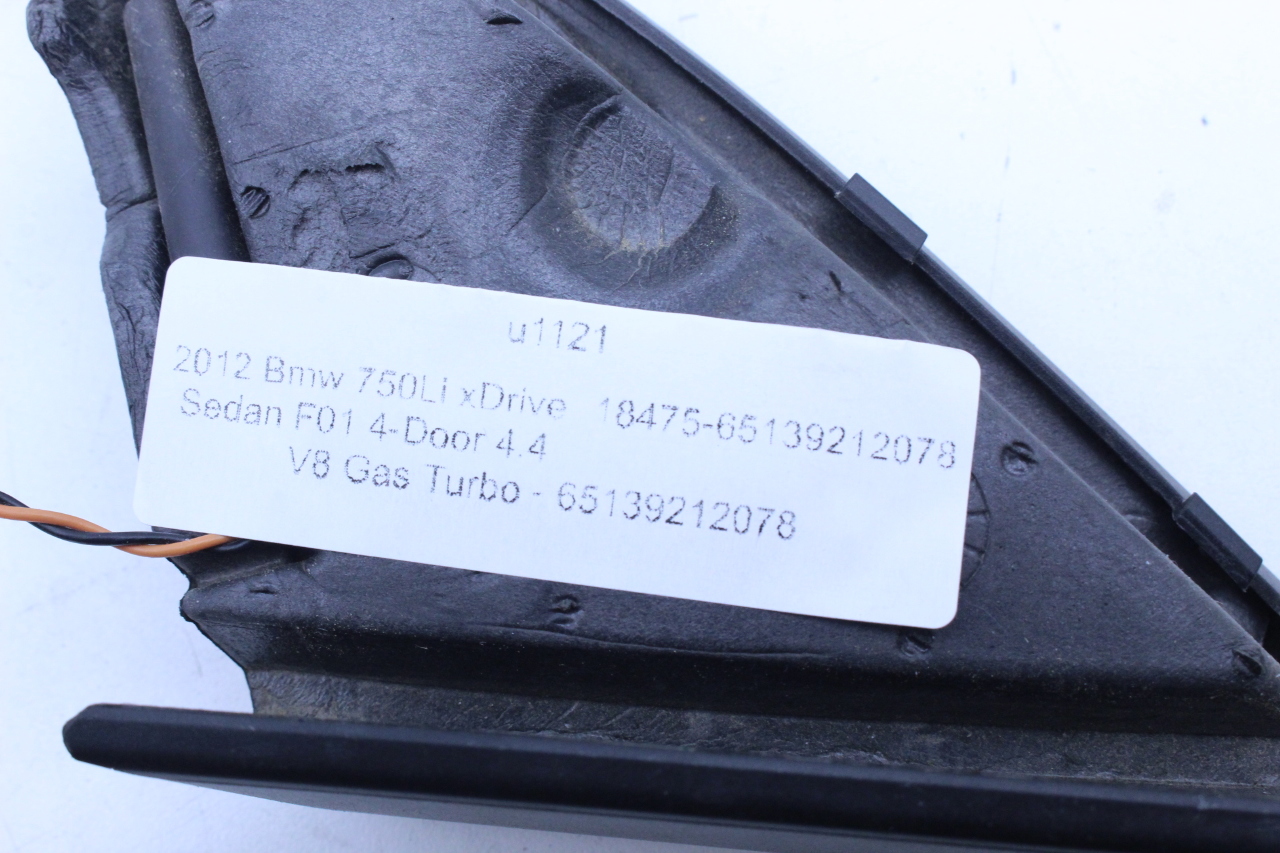 u1121
2012 Bmw 750Li xDrive 18475-65139212078
Sedan F01 4-Door 4.4
V8 Gas Turbo - 65139212078